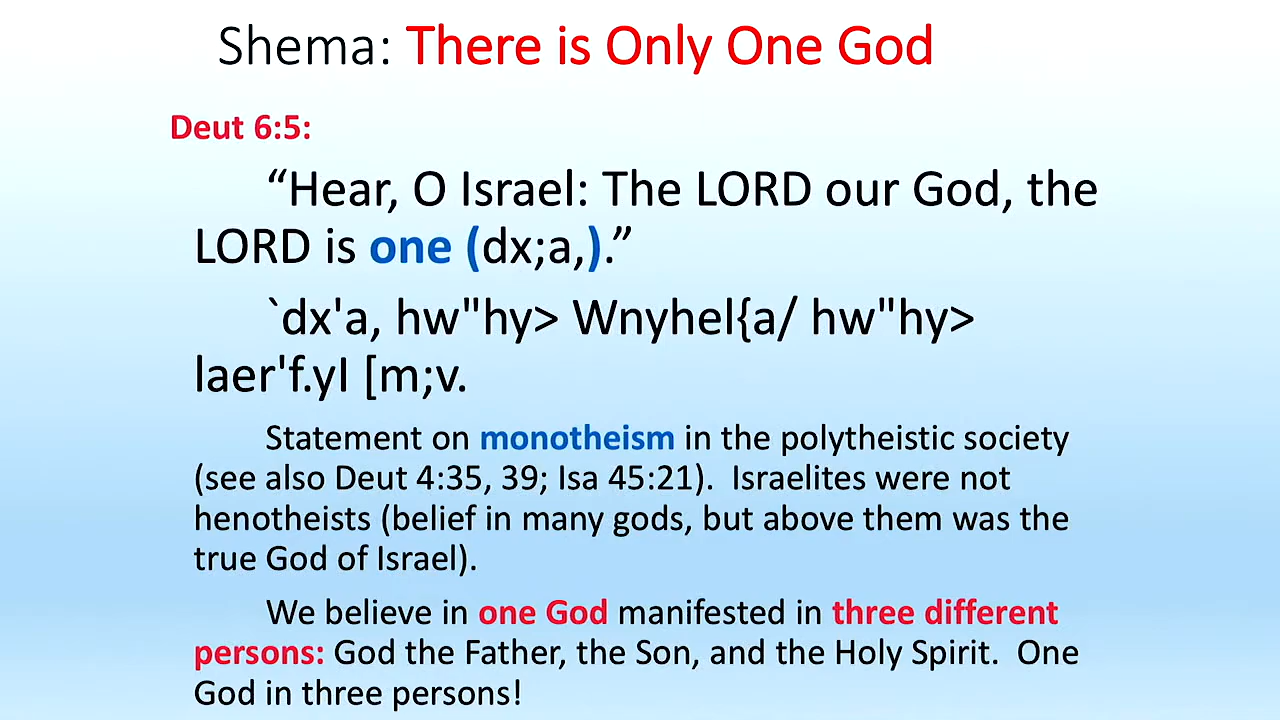 Shema: There is Only One God
Deut 6:5:
“Hear, O Israel: The LORD our God, the
LORD is one (dx;a,).”
`dx'a, hw"hy> Wnyhel{a/ hw"hy>
laer'f.yI [m;v.
Statement on monotheism in the polytheistic society
(see also Deut 4:35, 39; Isa 45:21).  Israelites were not
henotheists (belief in many gods, but above them was the
true God of Israel).
We believe in one God manifested in three different
persons: God the Father, the Son, and the Holy Spirit.  One
God in three persons!